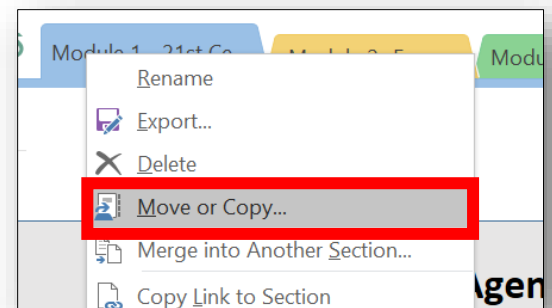 Module 1 - 21st Ce
Modu
Rename
Export...
Delete
Move or Copy...
Merge into Another Section...
Agen
Copy Link to Section